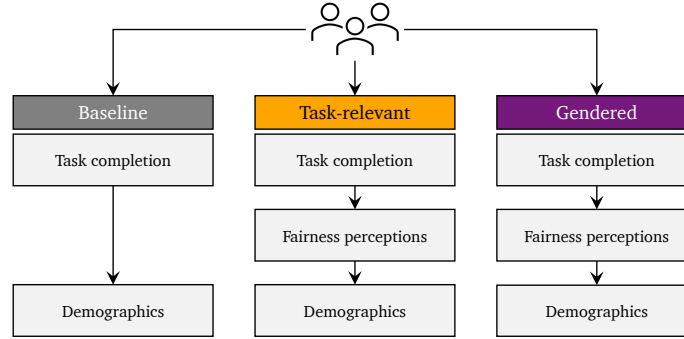 Baseline
Task-relevant
Gendered
Task completion
Task completion
Task completion
Fairness perceptions
Fairness perceptions
Demographics
Demographics
Demographics